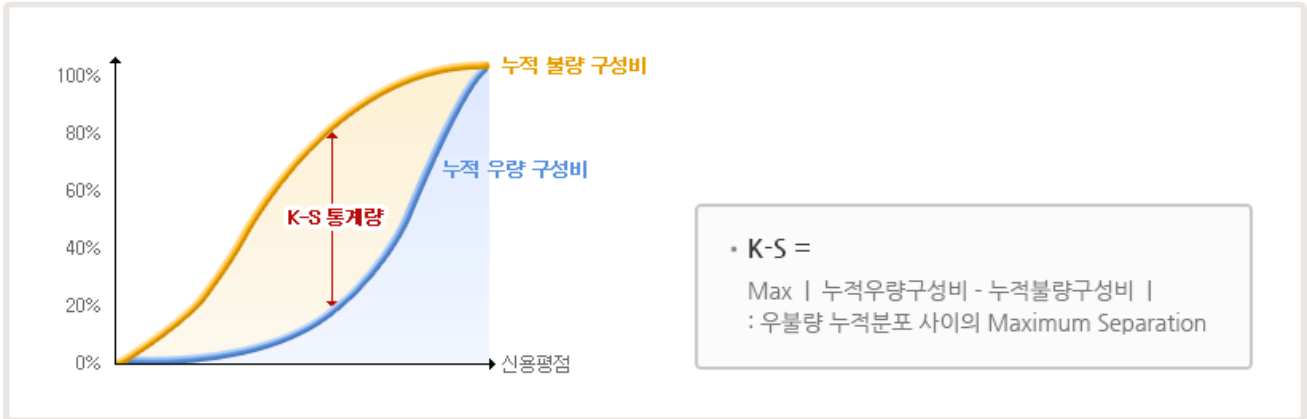 누적 불량 구성비
100%
80%
누적 우량 구성비
60%
K-S 통계량
40%
20%
0%
신용평점
• K-S =
Max | 누적우량구성비 - 누적불량구성비 |
: 우불량 누적분포 사이의 Maximum Separation